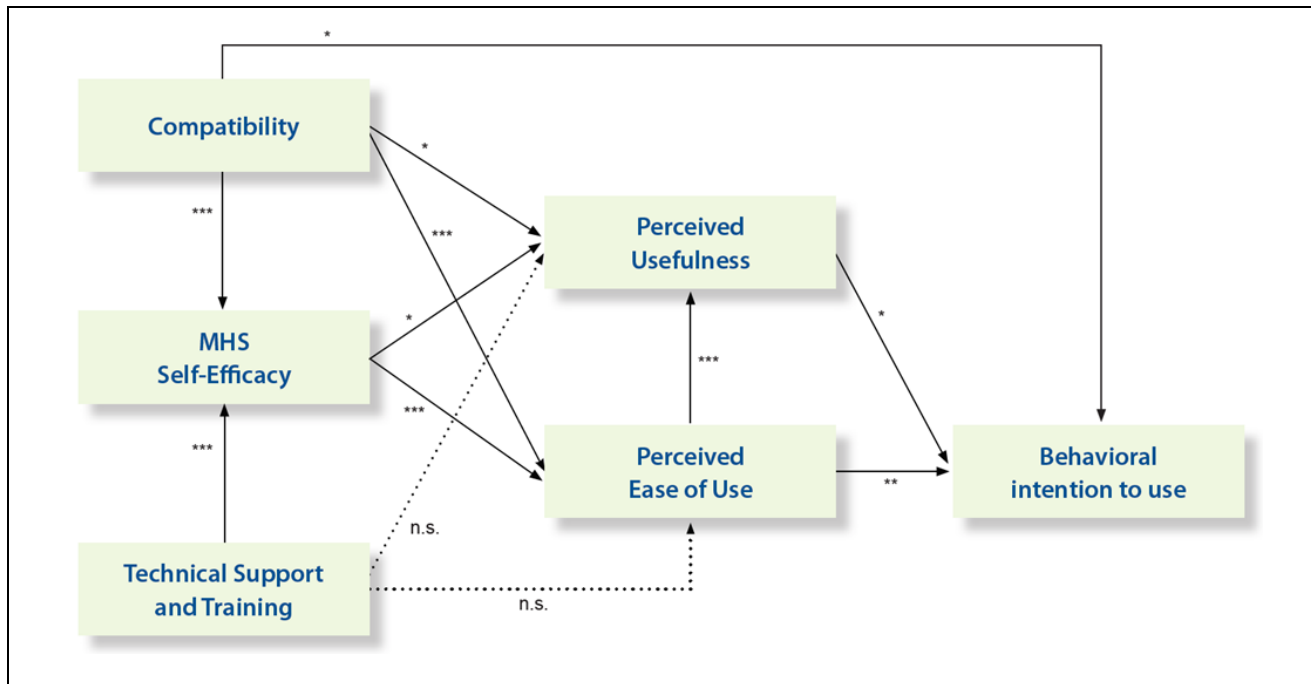 *
Compatibility
*
***
***
Perceived
Usefulness
MHS
Self-Efficacy
*
*
***
***
***
Perceived
Ease of Use
**
Behavioral
intention to use
n.s.
Technical Support
and Training
n.s.